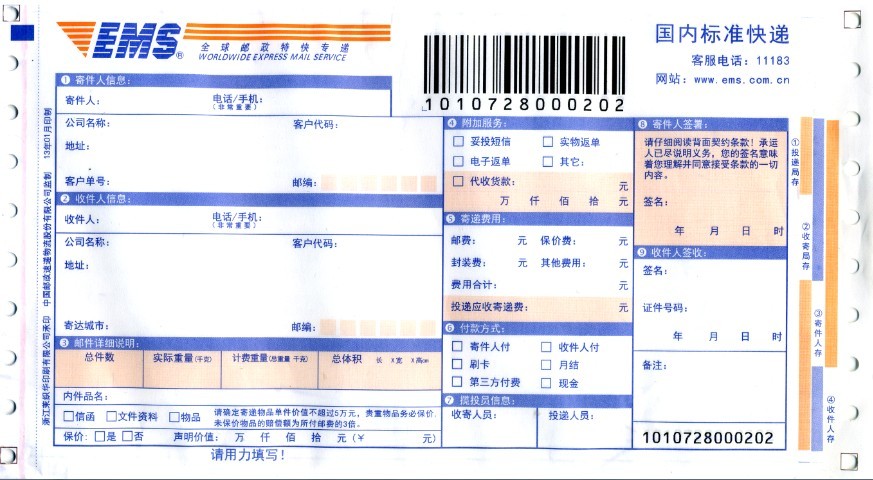 EMS®
全球邮政特快专递
WORLDWIDE EXPRESS MAIL SERVICE
1010728000202
国内标准快递
客服电话：11183
网站：www.ems.com.cn
13年01月印制
中国邮政速递物流股份有限公司监制
浙江美织华印刷有限公司承印
① 寄件人信息：
寄件人： 电话/手机：
（非常重要）
公司名称： 客户代码：
地址：
客户单号： 邮编：
② 收件人信息
收件人： 电话/手机：
（非常重要）
公司名称： 客户代码：
地址：
寄达城市： 邮编：
③ 邮件详细说明：
总件数 实际重量(千克) 计费重量(总重量 千克) 总体积 长 X宽 X高cm
内件品名：
□信函 □文件资料 □物品
请确定寄递物品单件价值不超过5万元，贵重物品务必保价，
未保价物品的赔偿额为所付邮费的3倍。
保价：□是 □否 声明价值： 万 仟 佰 拾 元（￥ 元）
请用力填写！
④ 附加服务：
□ 妥投短信 □ 实物返单
□ 电子返单 □ 其它：
□ 代收货款： 元
万 仟 佰 拾 元
⑤ 寄递费用：
邮费： 元 保价费： 元
封装费： 元 其他费用： 元
费用合计： 元
投递应收寄递费： 元
⑥ 付款方式：
□ 寄件人付 □ 收件人付
□ 刷卡 □ 月结
□ 第三方付费 □ 现金
⑦ 揽投员信息：
收寄人员： 投递人员：
⑧ 寄件人签署：
请仔细阅读背面契约条款！承运
人已尽说明义务，您的签名意味
着您理解并同意接受条款的一切
内容。
签名：
年 月 日 时
⑨ 收件人签收：
签名：
证件号码：
年 月 日 时
备注：
1010728000202
①投递局存
②收寄局存
③寄件人存
④收件人存